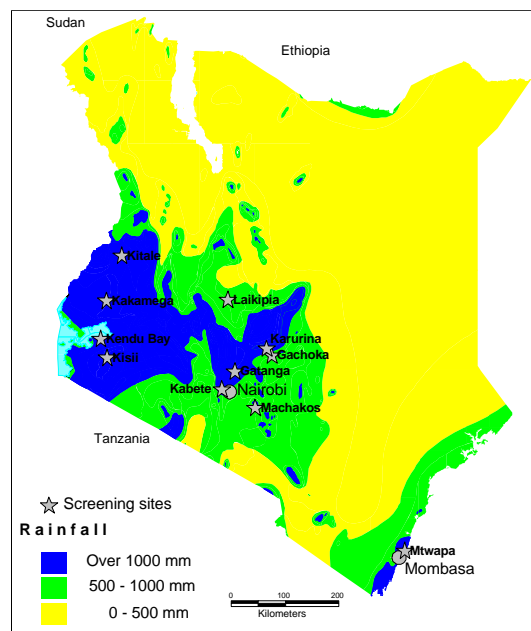 Sudan
Ethiopia
Kitale
Kakamega
Laikipia
Kendu Bay
Karurina
Kisii
Gachoka
Gatanga
Kabete
Nairobi
Machakos
Tanzania
Screening sites
Rainfall
Mtwapa
Over 1000 mm
Mombasa
500 - 1000 mm
0 - 500 mm
0 100 200
Kilometers